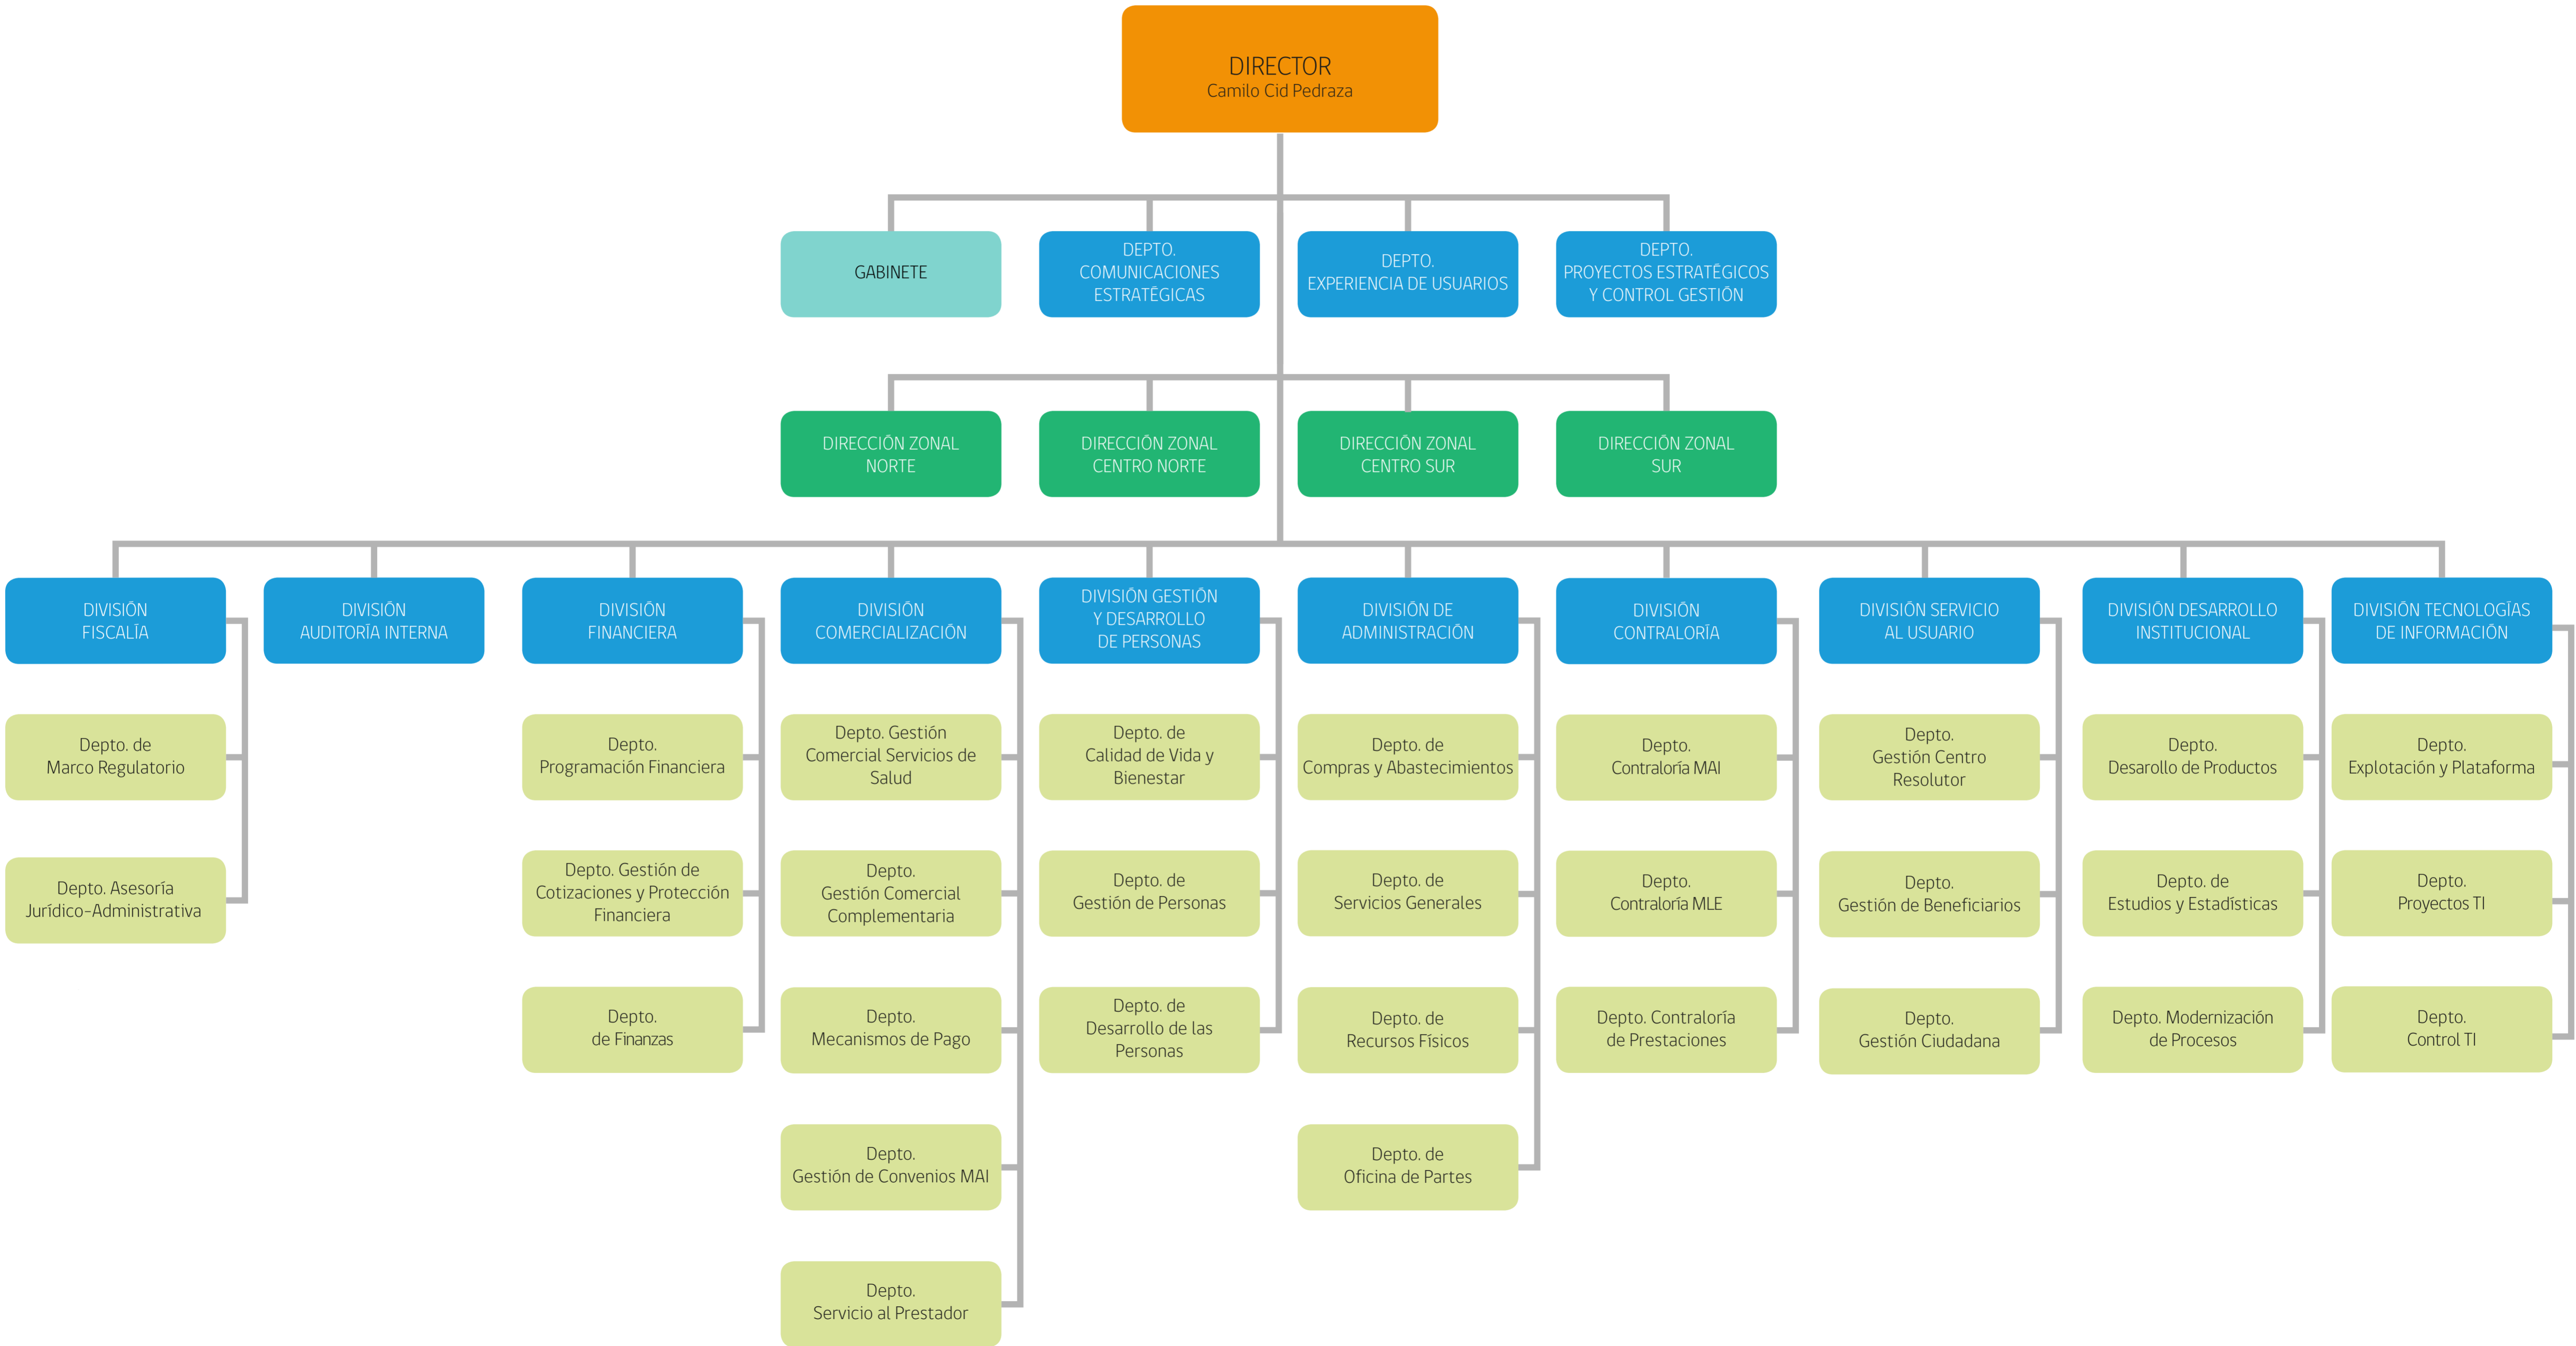 DIRECTOR
Camilo Cid Pedraza
GABINETE
DEPTO.
COMUNICACIONES
ESTRATÉGICAS
DEPTO.
EXPERIENCIA DE USUARIOS
DEPTO.
PROYECTOS ESTRATÉGICOS
Y CONTROL GESTIÓN
DIRECCIÓN ZONAL
NORTE
DIRECCIÓN ZONAL
CENTRO NORTE
DIRECCIÓN ZONAL
CENTRO SUR
DIRECCIÓN ZONAL
SUR
DIVISIÓN
FISCALÍA
DIVISIÓN
AUDITORÍA INTERNA
DIVISIÓN
FINANCIERA
DIVISIÓN
COMERCIALIZACIÓN
DIVISIÓN GESTIÓN
Y DESARROLLO
DE PERSONAS
DIVISIÓN DE
ADMINISTRACIÓN
DIVISIÓN
CONTRALORÍA
DIVISIÓN SERVICIO
AL USUARIO
DIVISIÓN DESARROLLO
INSTITUCIONAL
DIVISIÓN TECNOLOGÍAS
DE INFORMACIÓN
Depto. de
Marco Regulatorio
Depto.
Programación Financiera
Depto. Gestión
Comercial Servicios de
Salud
Depto. de
Calidad de Vida y
Bienestar
Depto. de
Compras y Abastecimientos
Depto.
Contraloría MAI
Depto.
Gestión Centro
Resolutor
Depto.
Desarollo de Productos
Depto.
Explotación y Plataforma
Depto. Asesoría
Jurídico-Administrativa
Depto. Gestión de
Cotizaciones y Protección
Financiera
Depto.
Gestión Comercial
Complementaria
Depto. de
Gestión de Personas
Depto. de
Servicios Generales
Depto.
Contraloría MLE
Depto.
Gestión de Beneficiarios
Depto. de
Estudios y Estadísticas
Depto.
Proyectos TI
Depto.
de Finanzas
Depto.
Mecanismos de Pago
Depto. de
Desarrollo de las
Personas
Depto. de
Recursos Físicos
Depto. Contraloría
de Prestaciones
Depto.
Gestión Ciudadana
Depto. Modernización
de Procesos
Depto.
Control TI
Depto.
Gestión de Convenios MAI
Depto. de
Oficina de Partes
Depto.
Servicio al Prestador